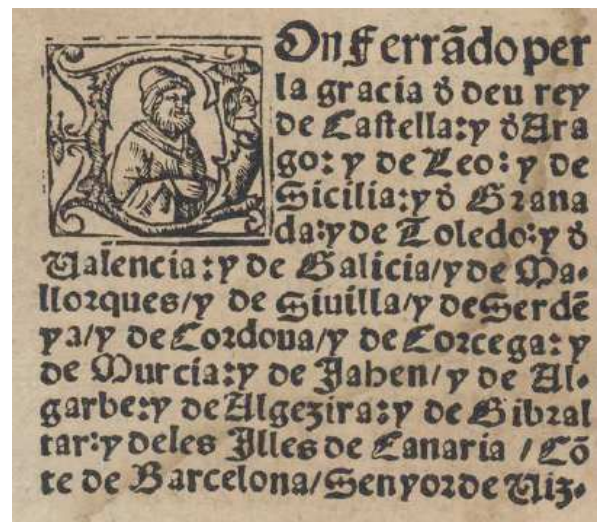 On Ferrãdo per
la gracia đ deu rey
de Castella:y đ Ara
go: y de Leo: y de
Sicilia:y đ Grana
da:y de Toledo:y đ
Valencia:y de Galicia/y de Ma-
llorques/y de Siuilla/y de Serdẽ
ya/y de Cordoua/y de Corcega: y
de Murcia:y de Jahen/y de Al-
garbe:y de Algezira:y de Gibral
tar:y deles Illes de Canaria /Cõ
te de Barcelona/Senyor de Viz-